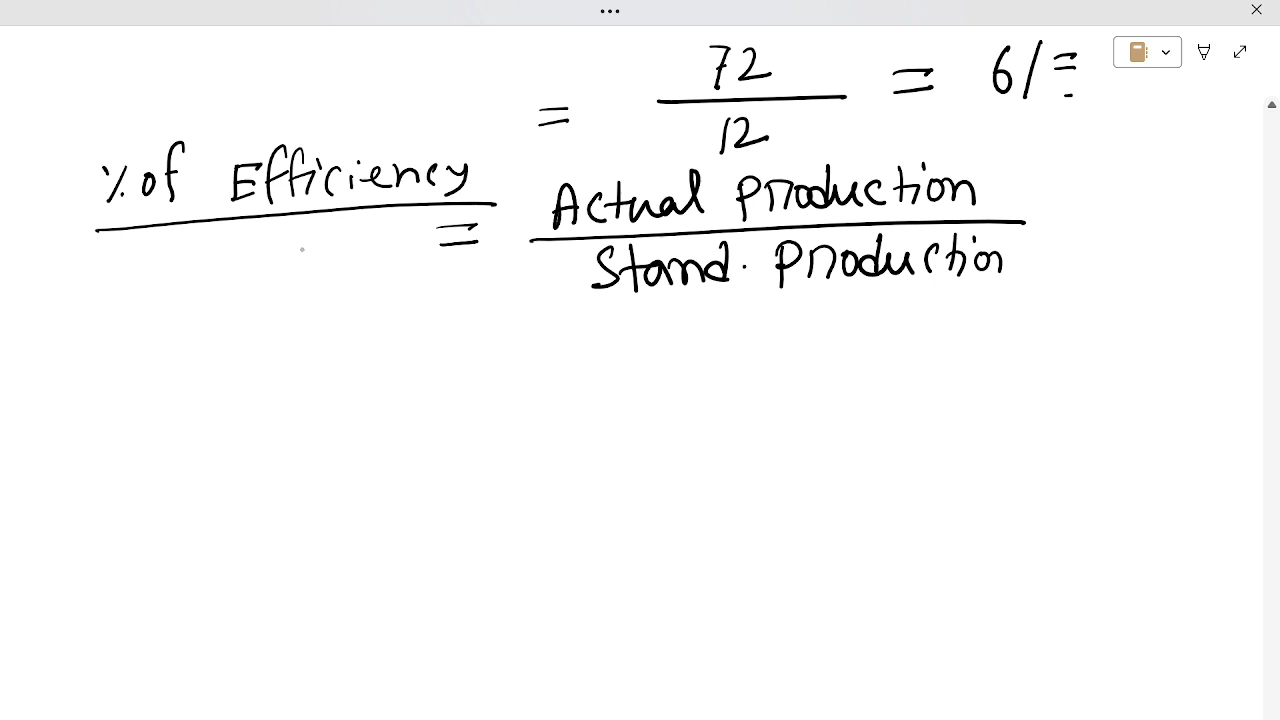 = 72/12 = 6/=
% of Efficiency = Actual Production / Stand. Production